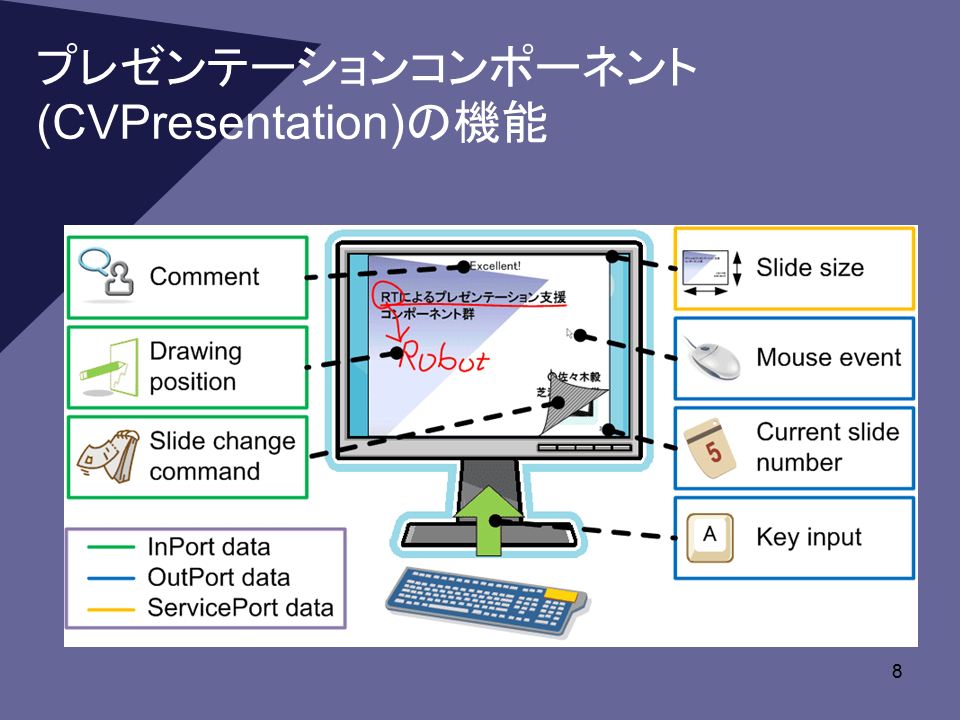 プレゼンテーションコンポーネント
(CVPresentation)の機能
Comment
Drawing
position
Slide change
command
InPort data
OutPort data
ServicePort data
Excellent!
RTによるプレゼンテーション支援
コンポーネント群
Robot
小佐々木毅
芝
Slide size
Mouse event
5
Current slide
number
A
Key input
8